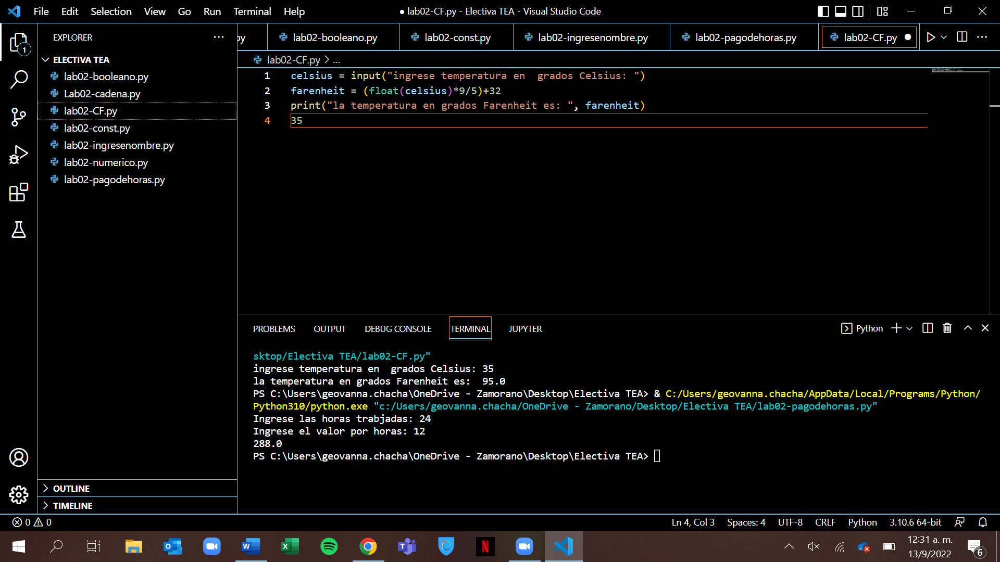 File Edit Selection View Go Run Terminal Help
● lab02-CF.py - Electiva TEA - Visual Studio Code
EXPLORER
ELECTIVA TEA
lab02-booleano.py
Lab02-cadena.py
lab02-CF.py
lab02-const.py
lab02-ingresenombre.py
lab02-numerico.py
lab02-pagodehoras.py
OUTLINE
TIMELINE
py lab02-booleano.py lab02-const.py lab02-ingresenombre.py lab02-pagodehoras.py lab02-CF.py
lab02-CF.py > ...
1 celsius = input("ingrese temperatura en  grados Celsius: ")
2 farenheit = (float(celsius)*9/5)+32
3 print("la temperatura en grados Farenheit es: ", farenheit)
4 35
PROBLEMS OUTPUT DEBUG CONSOLE TERMINAL JUPYTER
Python
sktop/Electiva TEA/lab02-CF.py"
ingrese temperatura en  grados Celsius: 35
la temperatura en grados Farenheit es:  95.0
PS C:\Users\geovanna.chacha\OneDrive - Zamorano\Desktop\Electiva TEA> & C:/Users/geovanna.chacha/AppData/Local/Programs/Python/
Python310/python.exe "c:/Users/geovanna.chacha/OneDrive - Zamorano/Desktop/Electiva TEA/lab02-pagodehoras.py"
Ingrese las horas trabjadas: 24
Ingrese el valor por horas: 12
288.0
PS C:\Users\geovanna.chacha\OneDrive - Zamorano\Desktop\Electiva TEA>
0 0 Ln 4, Col 3 Spaces: 4 UTF-8 CRLF Python 3.10.6 64-bit
12:31 a. m.
13/9/2022
6